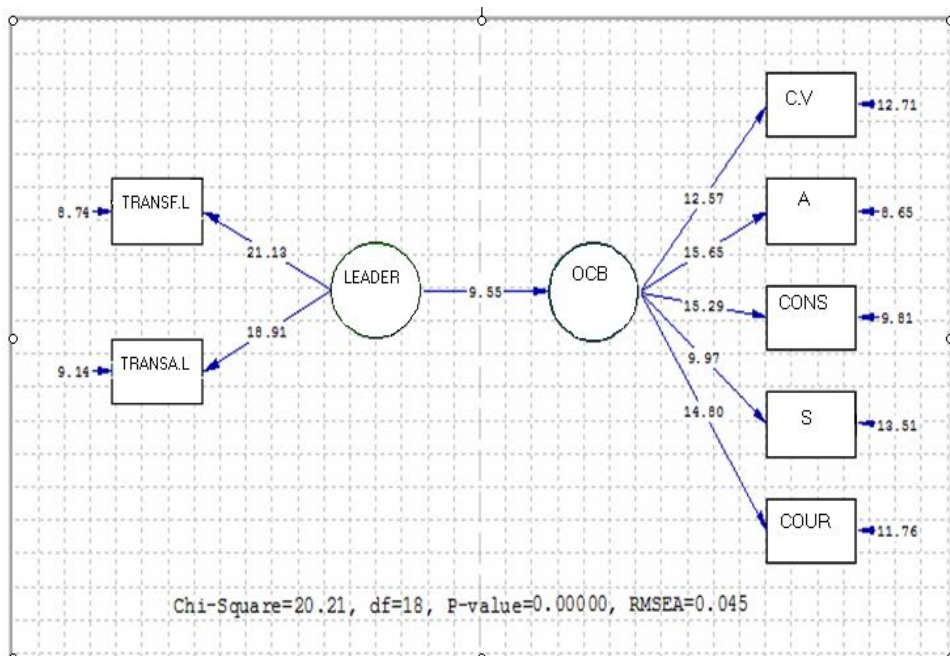 C.V
12.71
12.57
TRANSF.L
8.74
A
8.65
21.13
15.65
LEADER
OCB
9.55
15.29
CONS
9.81
18.91
TRANSA.L
9.14
9.97
14.80
S
13.51
COUR
11.76
Chi-Square=20.21, df=18, P-value=0.00000, RMSEA=0.045